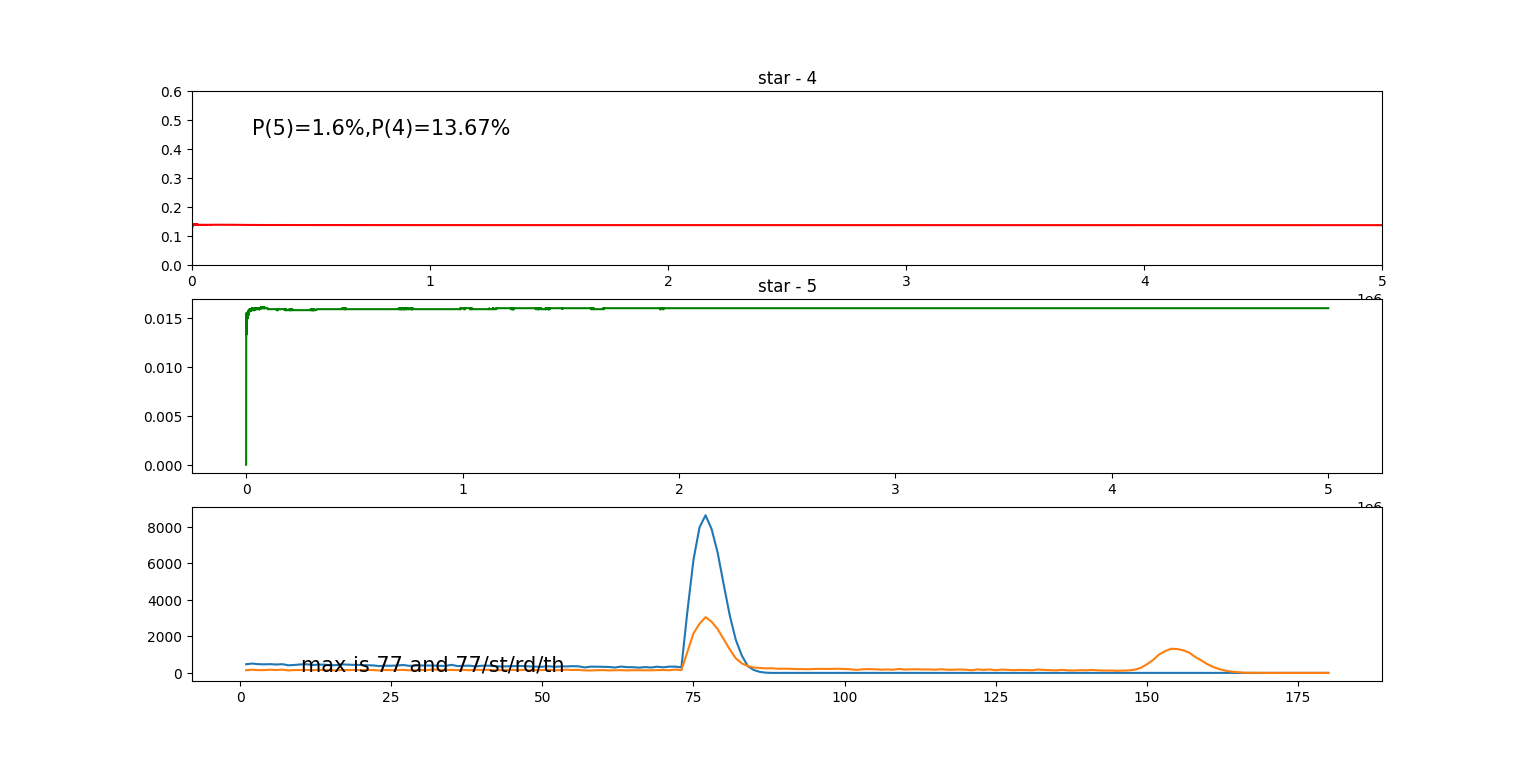 star - 4
0.6
0.5
0.4
0.3
0.2
0.1
0.0
P(5)=1.6%,P(4)=13.67%
0 1 2 3 4 5
1e6
star - 5
0.015
0.010
0.005
0.000
0 1 2 3 4 5
1e6
8000
6000
4000
2000
0
max is 77 and 77/st/rd/th
0 25 50 75 100 125 150 175